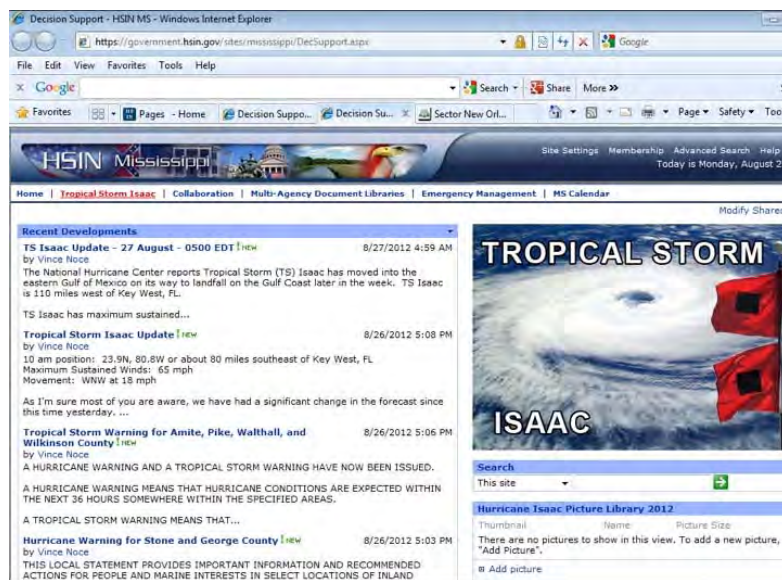 Decision Support - HSIN MS - Windows Internet Explorer
https://government.hsin.gov/sites/mississippi/DecSupport.aspx
Google
File Edit View Favorites Tools Help
x Google Search Share More >>
Favorites Pages - Home Decision Suppo... Decision Su... x Sector New Orl... Page Safety Too
HSIN Mississippi
Site Settings Membership Advanced Search Help
Today is Monday, August 2
Home | Tropical Storm Isaac | Collaboration | Multi-Agency Document Libraries | Emergency Management | MS Calendar
Modify Shared
Recent Developments
TS Isaac Update - 27 August - 0500 EDT ! NEW 8/27/2012 4:59 AM
by Vince Noce
The National Hurricane Center reports Tropical Storm (TS) Isaac has moved into the
eastern Gulf of Mexico on its way to landfall on the Gulf Coast later in the week. TS Isaac
is 110 miles west of Key West, FL.
TS Isaac has maximum sustained...
Tropical Storm Isaac Update ! NEW 8/26/2012 5:08 PM
by Vince Noce
10 am position: 23.9N, 80.8W or about 80 miles southeast of Key West, FL
Maximum Sustained Winds: 65 mph
Movement: WNW at 18 mph
As I'm sure most of you are aware, we have had a significant change in the forecast since
this time yesterday. ...
Tropical Storm Warning for Amite, Pike, Walthall, and
Wilkinson County ! NEW 8/26/2012 5:06 PM
by Vince Noce
A HURRICANE WARNING AND A TROPICAL STORM WARNING HAVE NOW BEEN ISSUED.
A HURRICANE WARNING MEANS THAT HURRICANE CONDITIONS ARE EXPECTED WITHIN
THE NEXT 36 HOURS SOMEWHERE WITHIN THE SPECIFIED AREAS.
A TROPICAL STORM WARNING MEANS THAT...
Hurricane Warning for Stone and George County ! NEW 8/26/2012 5:03 PM
by Vince Noce
THIS LOCAL STATEMENT PROVIDES IMPORTANT INFORMATION AND RECOMMENDED
ACTIONS FOR PEOPLE AND MARINE INTERESTS IN SELECT LOCATIONS OF INLAND
TROPICAL STORM
ISAAC
Search
This site
Hurricane Isaac Picture Library 2012
Thumbnail Name Picture Size
There are no pictures to show in this view. To add a new picture,
"Add Picture".
Add picture